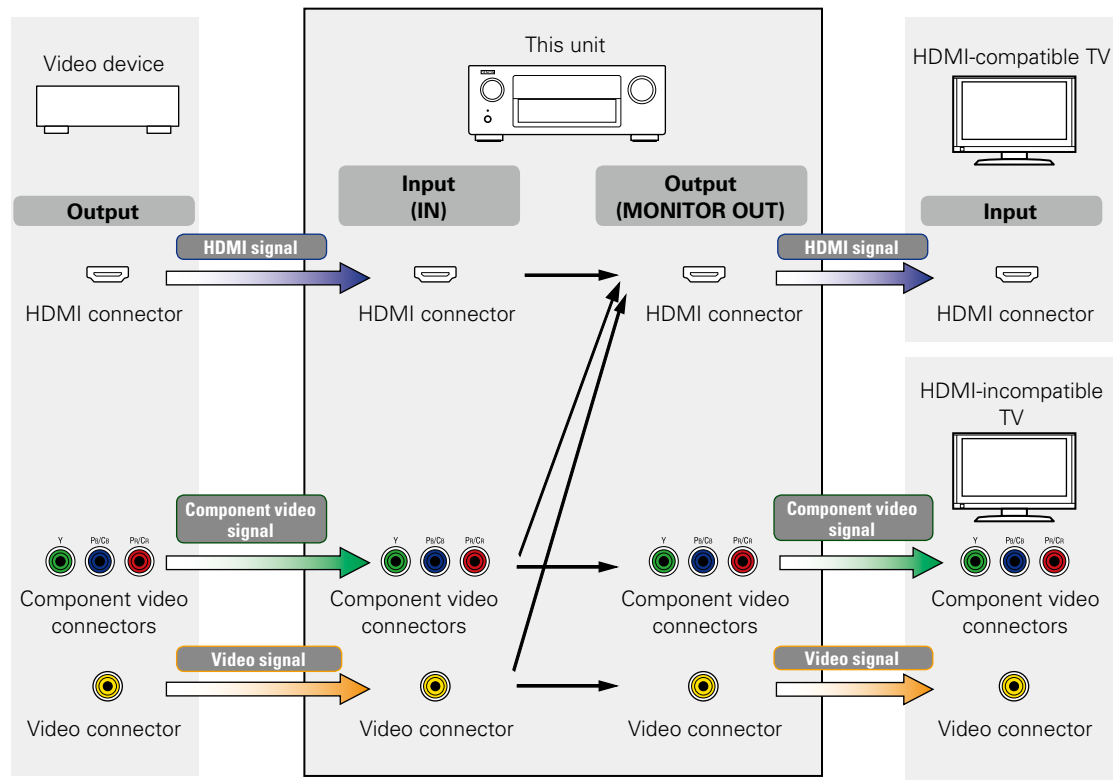 Video device
This unit
HDMI-compatible TV
Output
Input
(IN)
Output
(MONITOR OUT)
Input
HDMI signal
HDMI signal
HDMI connector
HDMI connector
HDMI connector
HDMI connector
HDMI-incompatible
TV
Component video
signal
Component video
signal
Y PB/CB PR/CR
Y PB/CB PR/CR
Y PB/CB PR/CR
Y PB/CB PR/CR
Component video
connectors
Component video
connectors
Component video
connectors
Component video
connectors
Video signal
Video signal
Video connector
Video connector
Video connector
Video connector